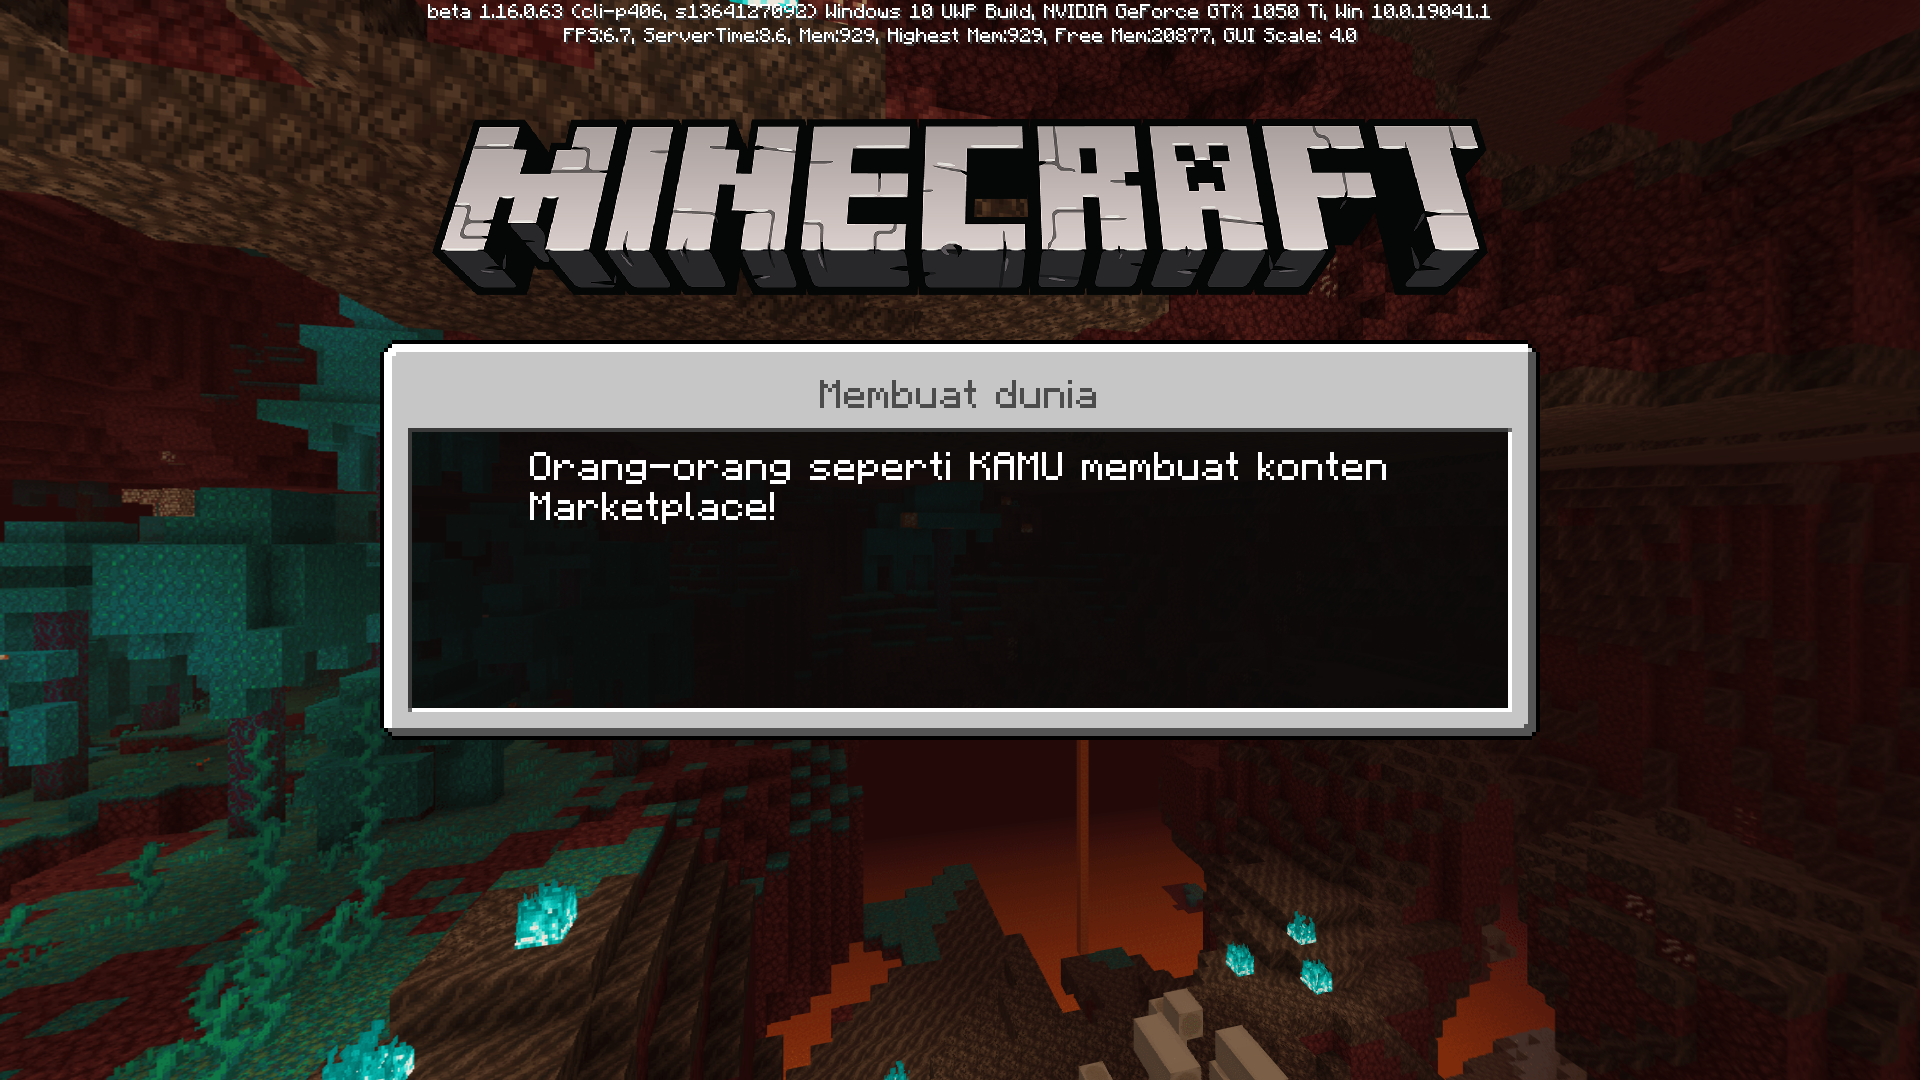 beta 1.16.0.63 (cli-p406, s1364127092) Windows 10 UWP Build, NVIDIA GeForce GTX 1050 Ti, Win 10.0.19041.1
FPS:6.7, ServerTime:8.6, Mem:929, Highest Mem:929, Free Mem:20877, GUI Scale: 4.0
MINECRAFT
Membuat dunia
Orang-orang seperti KAMU membuat konten
Marketplace!